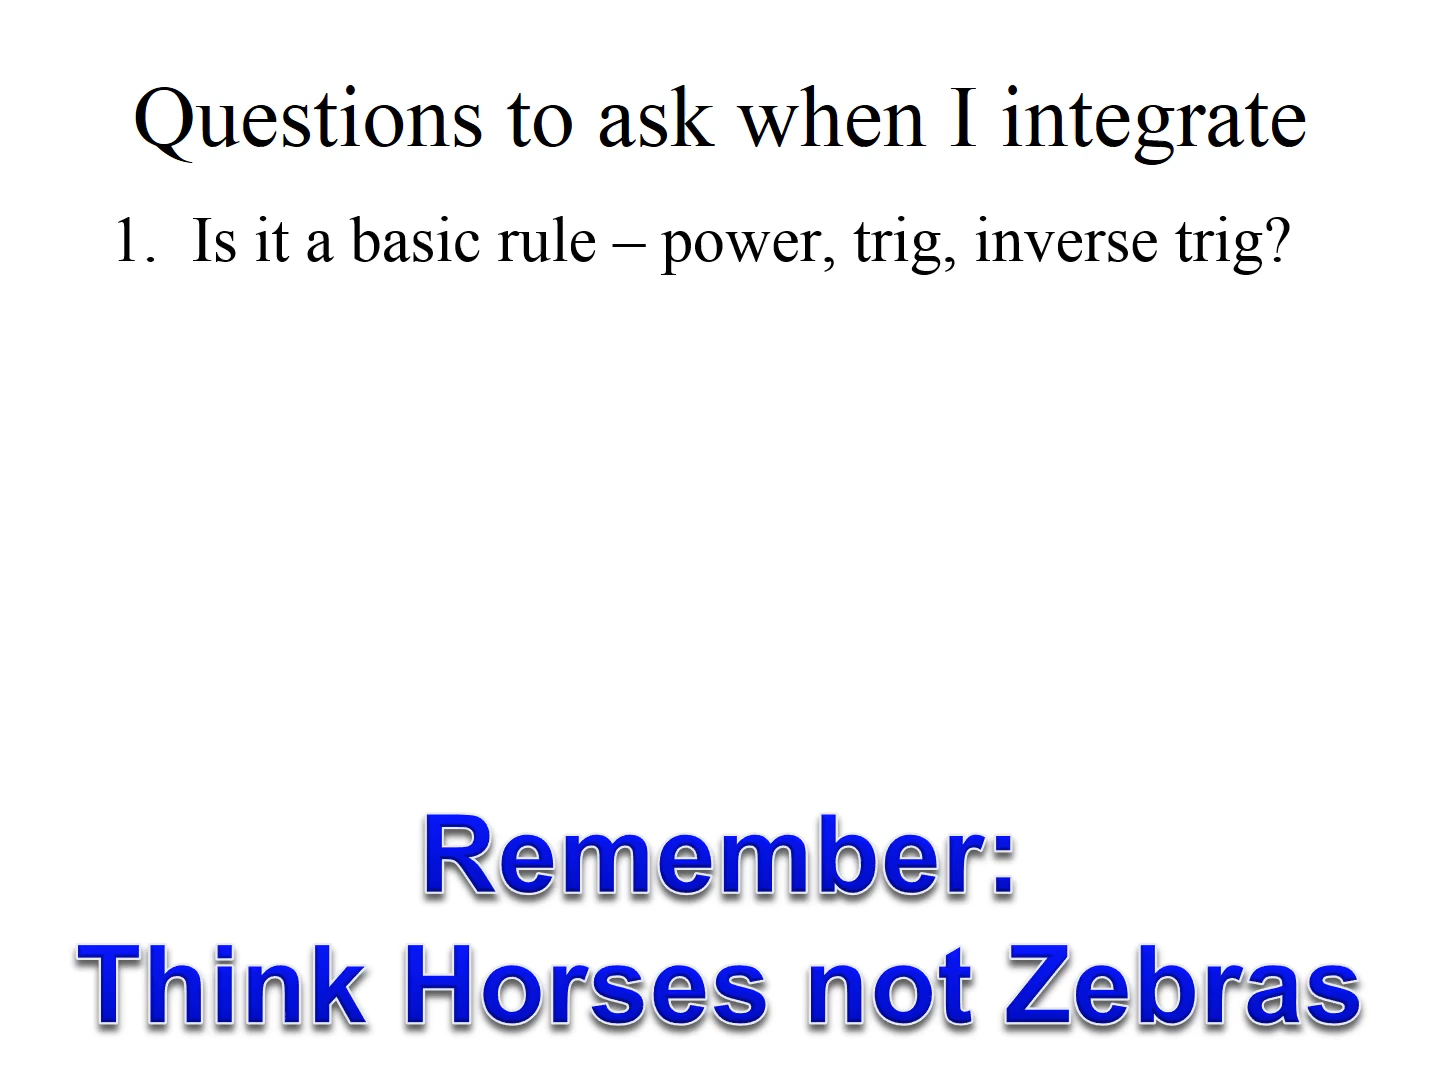 Questions to ask when I integrate
1. Is it a basic rule – power, trig, inverse trig?
Remember:
Think Horses not Zebras